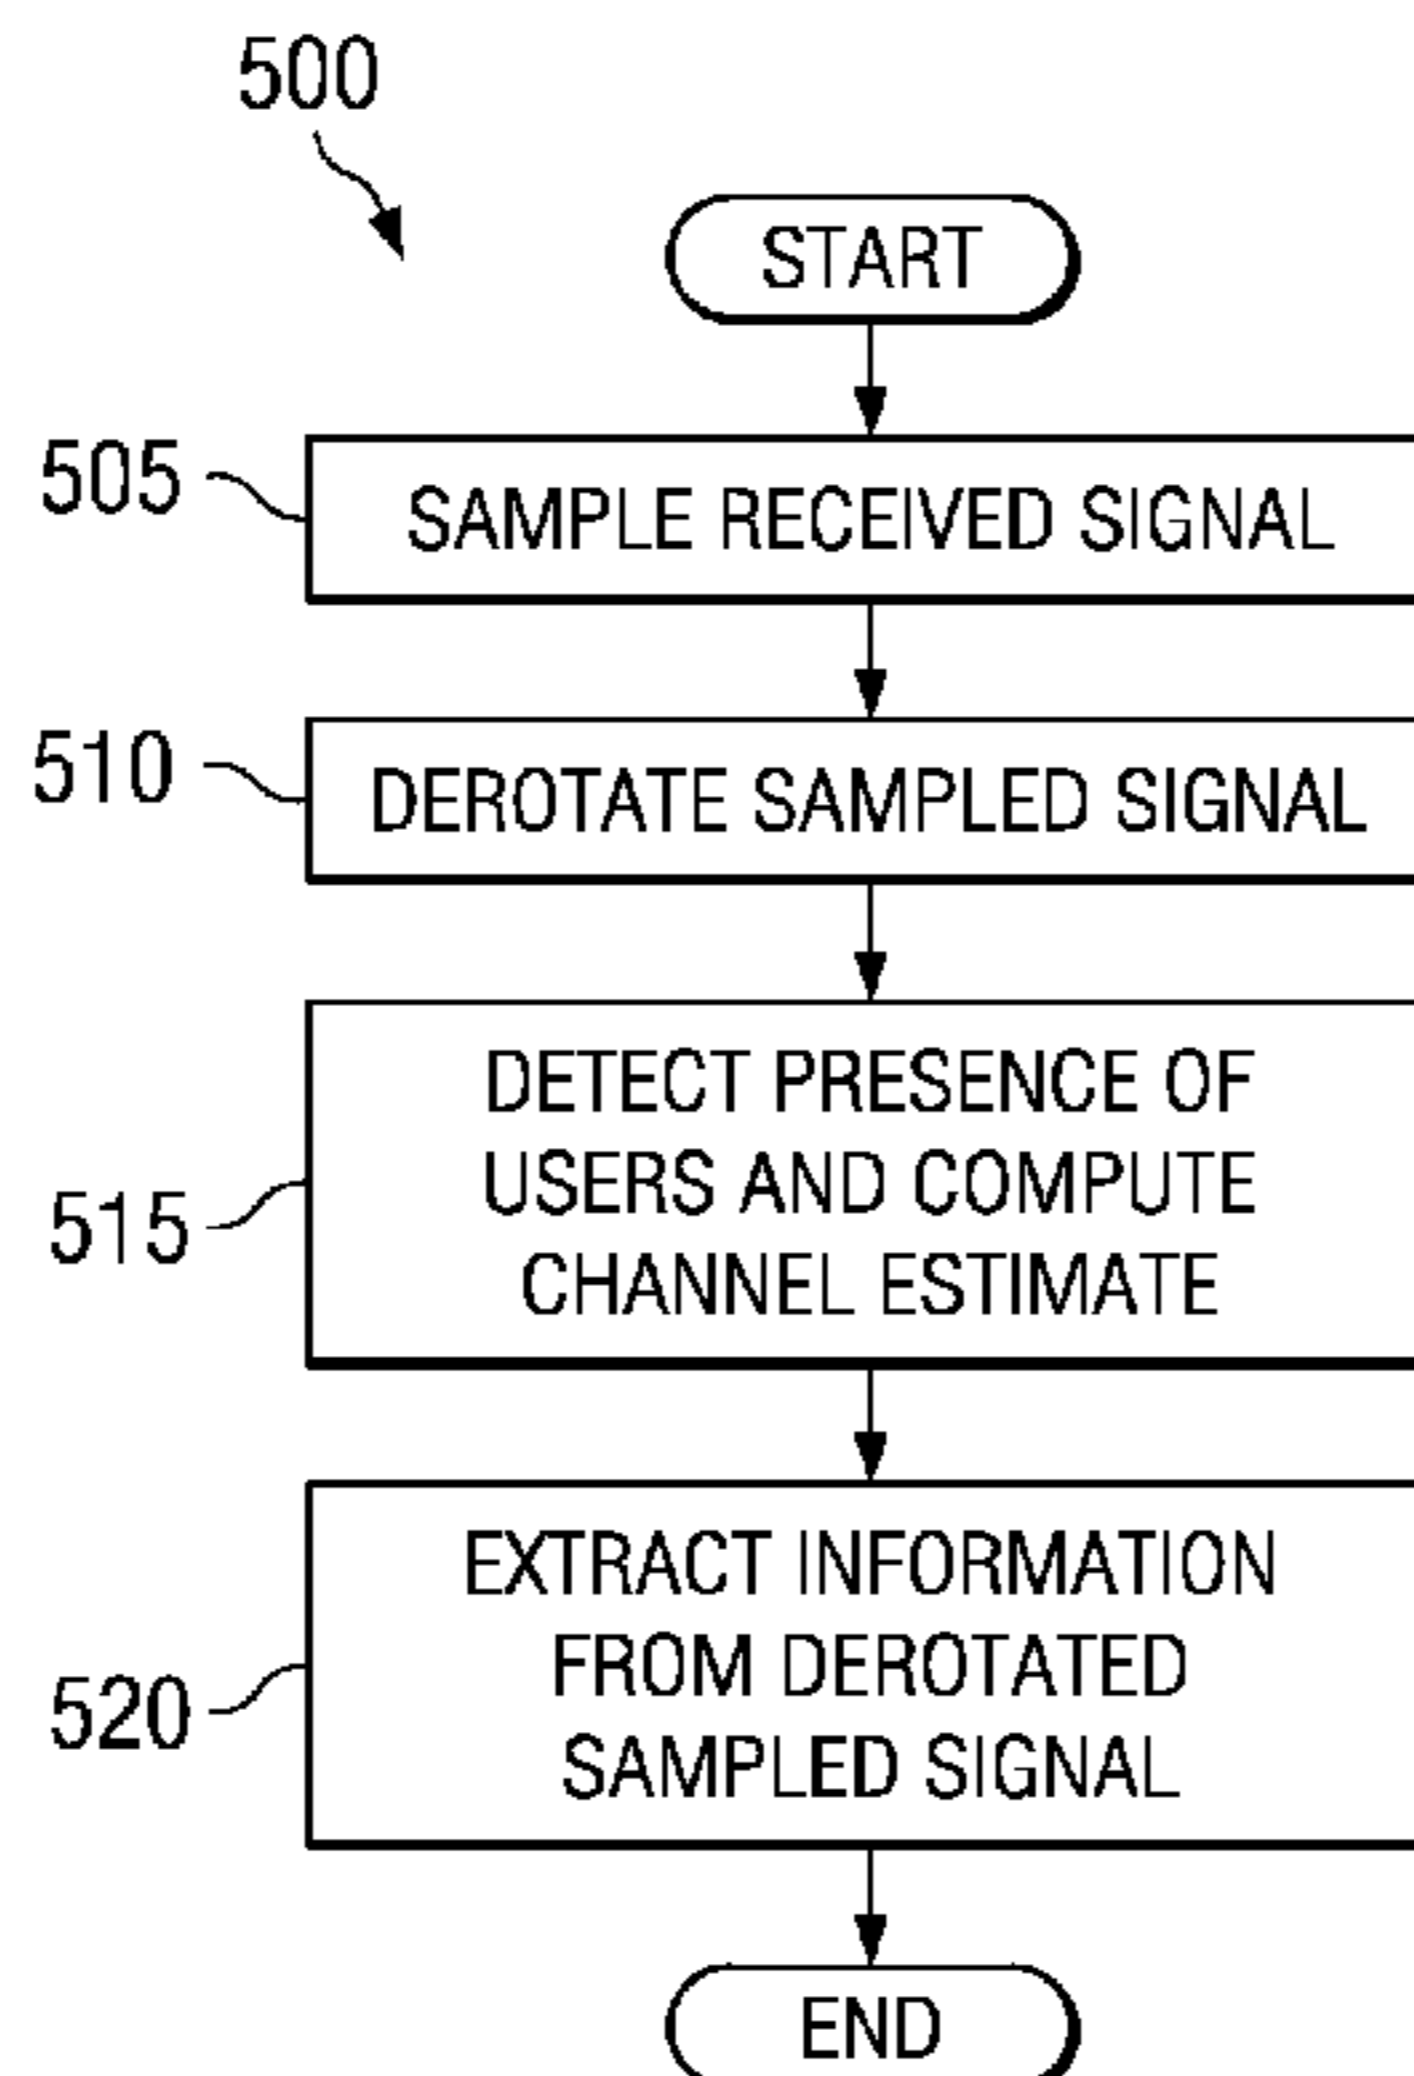 500
START
505
SAMPLE RECEIVED SIGNAL
510
DEROTATE SAMPLED SIGNAL
515
DETECT PRESENCE OF
USERS AND COMPUTE
CHANNEL ESTIMATE
520
EXTRACT INFORMATION
FROM DEROTATED
SAMPLED SIGNAL
END